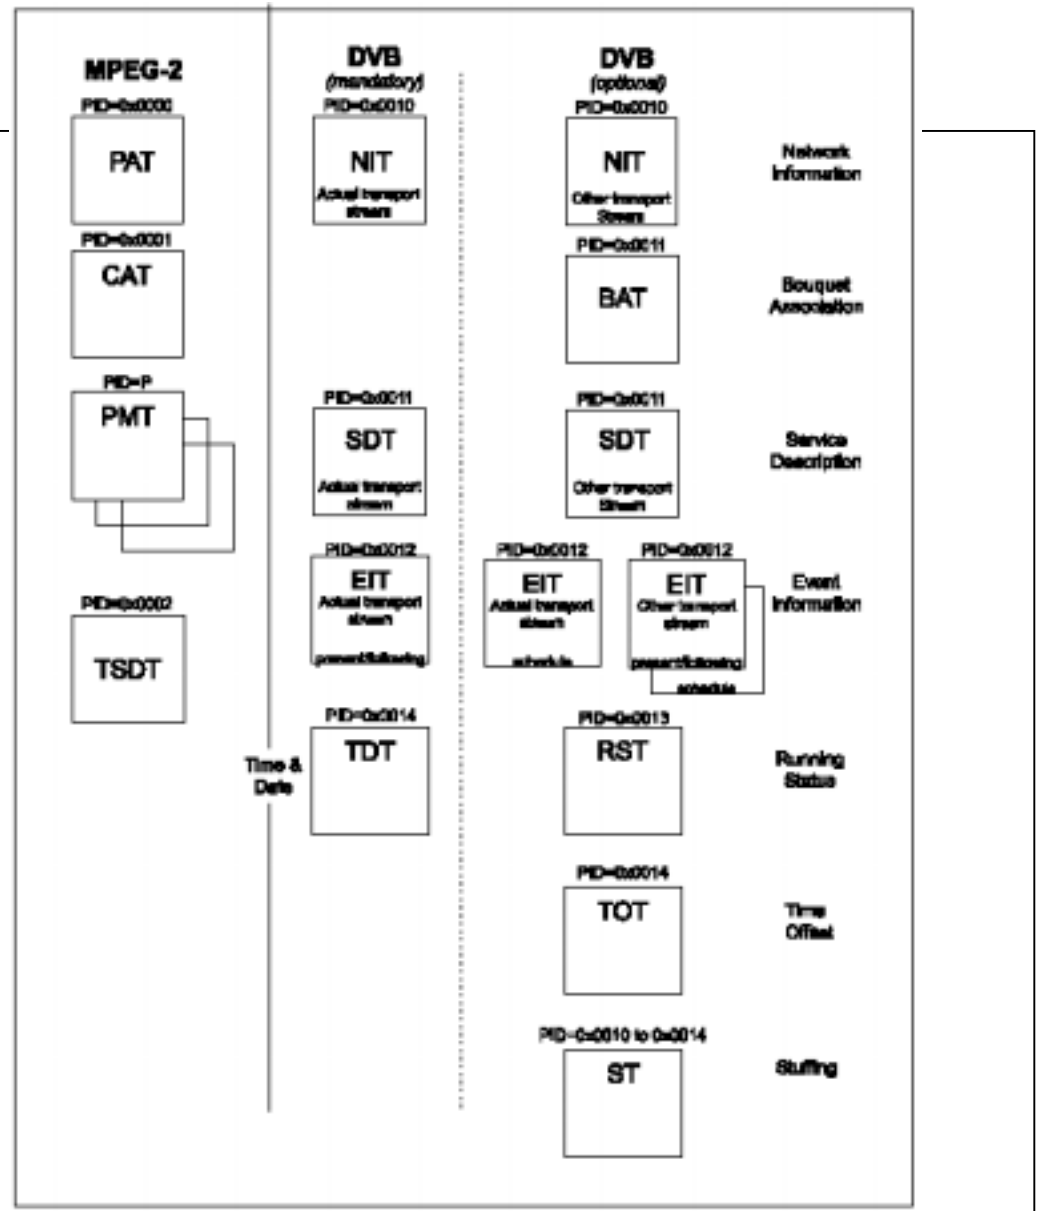 MPEG-2
PID=0x0000
PAT
PID=0x0001
CAT
PID=P
PMT
PID=0x0002
TSDT
DVB
(mandatory)
PID=0x0010
NIT
Actual transport
stream
PID=0x0011
SDT
Actual transport
stream
PID=0x0012
EIT
Actual transport
stream
present/following
PID=0x0014
TDT
Time &
Date
DVB
(optional)
PID=0x0010
NIT
Other transport
Stream
PID=0x0011
BAT
PID=0x0011
SDT
Other transport
Stream
PID=0x0012
EIT
Actual transport
stream
schedule
PID=0x0012
EIT
Other transport
stream
present/following
schedule
PID=0x0013
RST
PID=0x0014
TOT
PID=0x0010 to 0x0014
ST
Network
Information
Bouquet
Association
Service
Description
Event
Information
Running
Status
Time
Offset
Stuffing